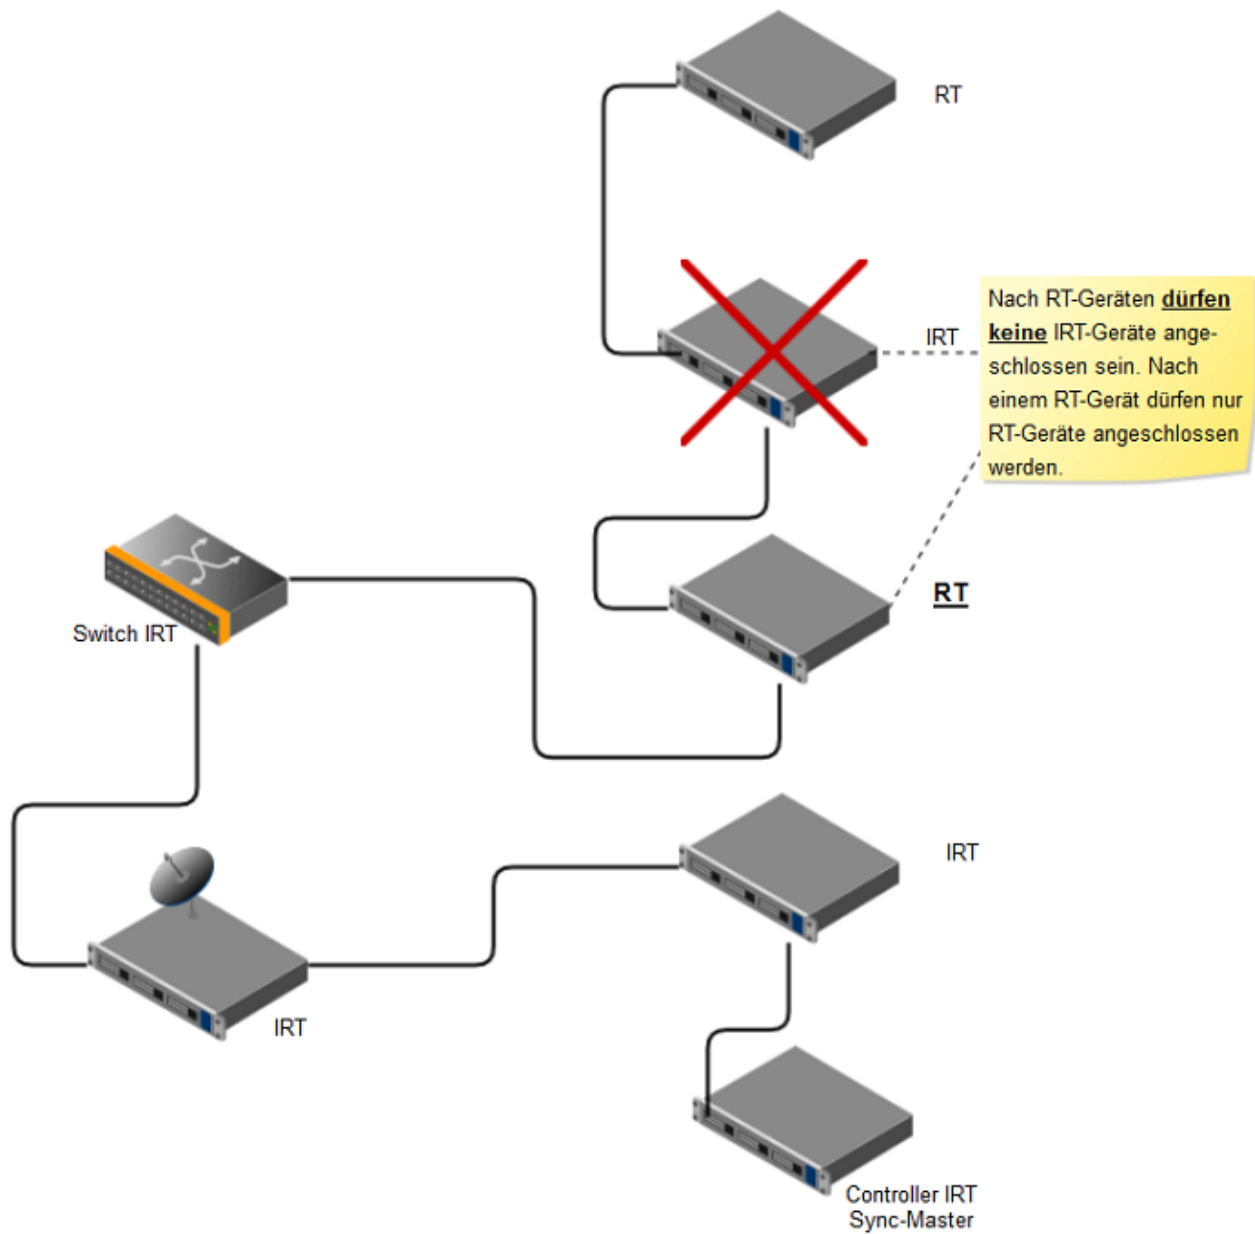 RT
IRT
Nach RT-Geräten dürfen
keine IRT-Geräte ange-
schlossen sein. Nach
einem RT-Gerät dürfen nur
RT-Geräte angeschlossen
werden.
RT
Switch IRT
IRT
IRT
Controller IRT
Sync-Master